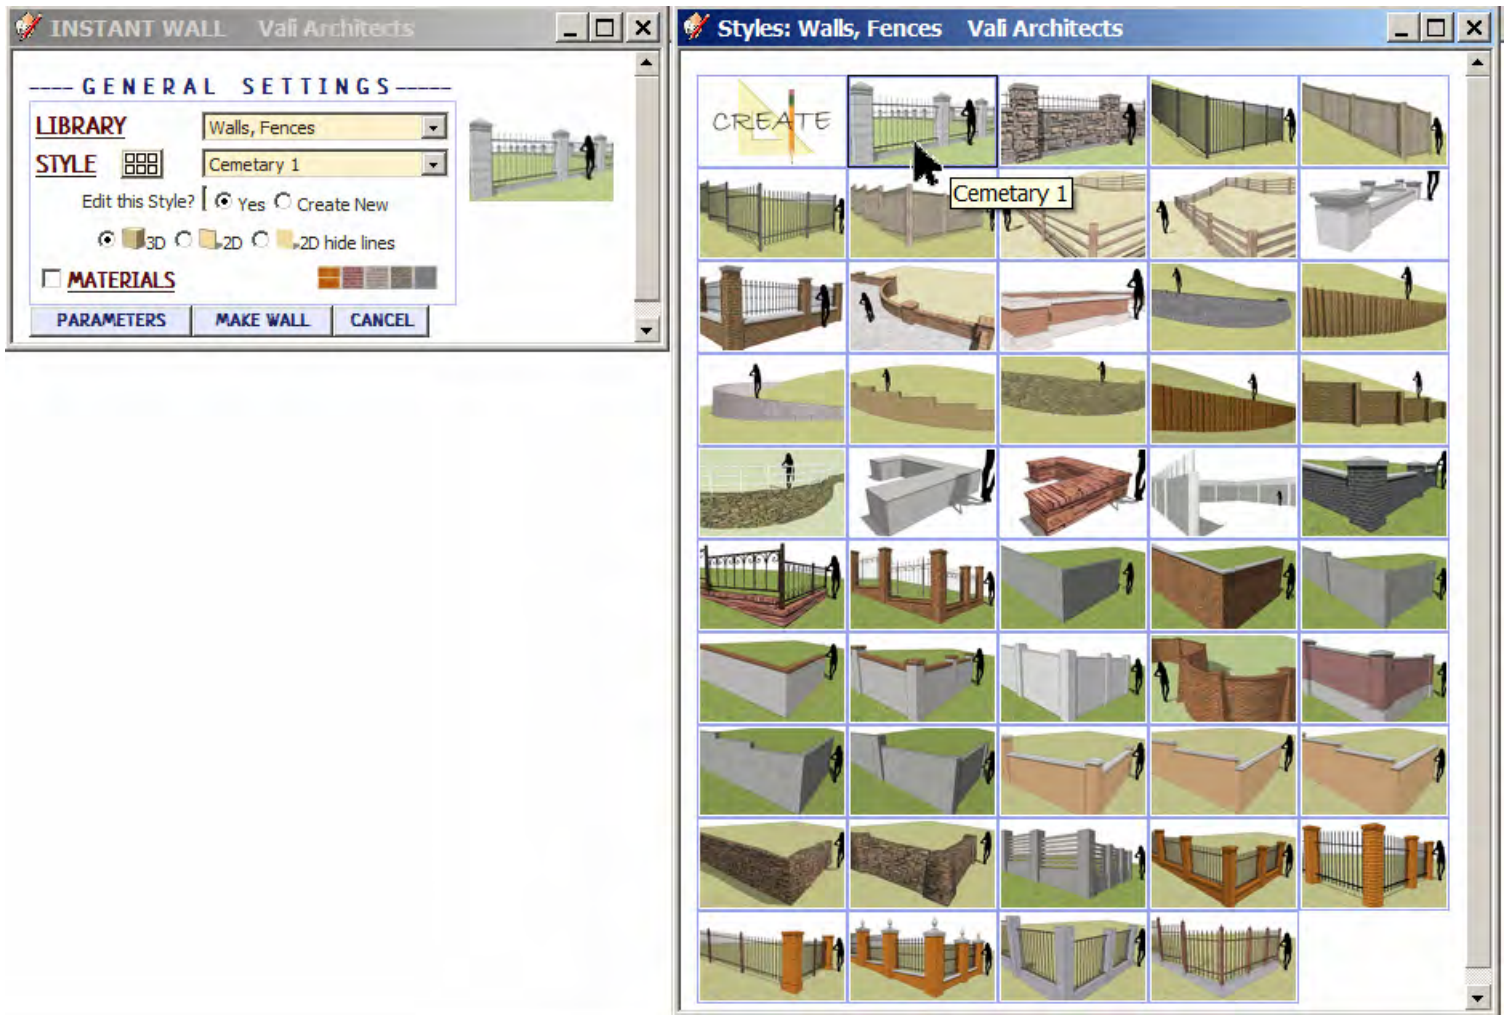 INSTANT WALL Vali Architects
---- GENERAL SETTINGS-----
LIBRARY Walls, Fences
STYLE Cemetary 1
Edit this Style? Yes Create New
3D 2D 2D hide lines
MATERIALS
PARAMETERS MAKE WALL CANCEL
Styles: Walls, Fences Vali Architects
CREATE
Cemetary 1